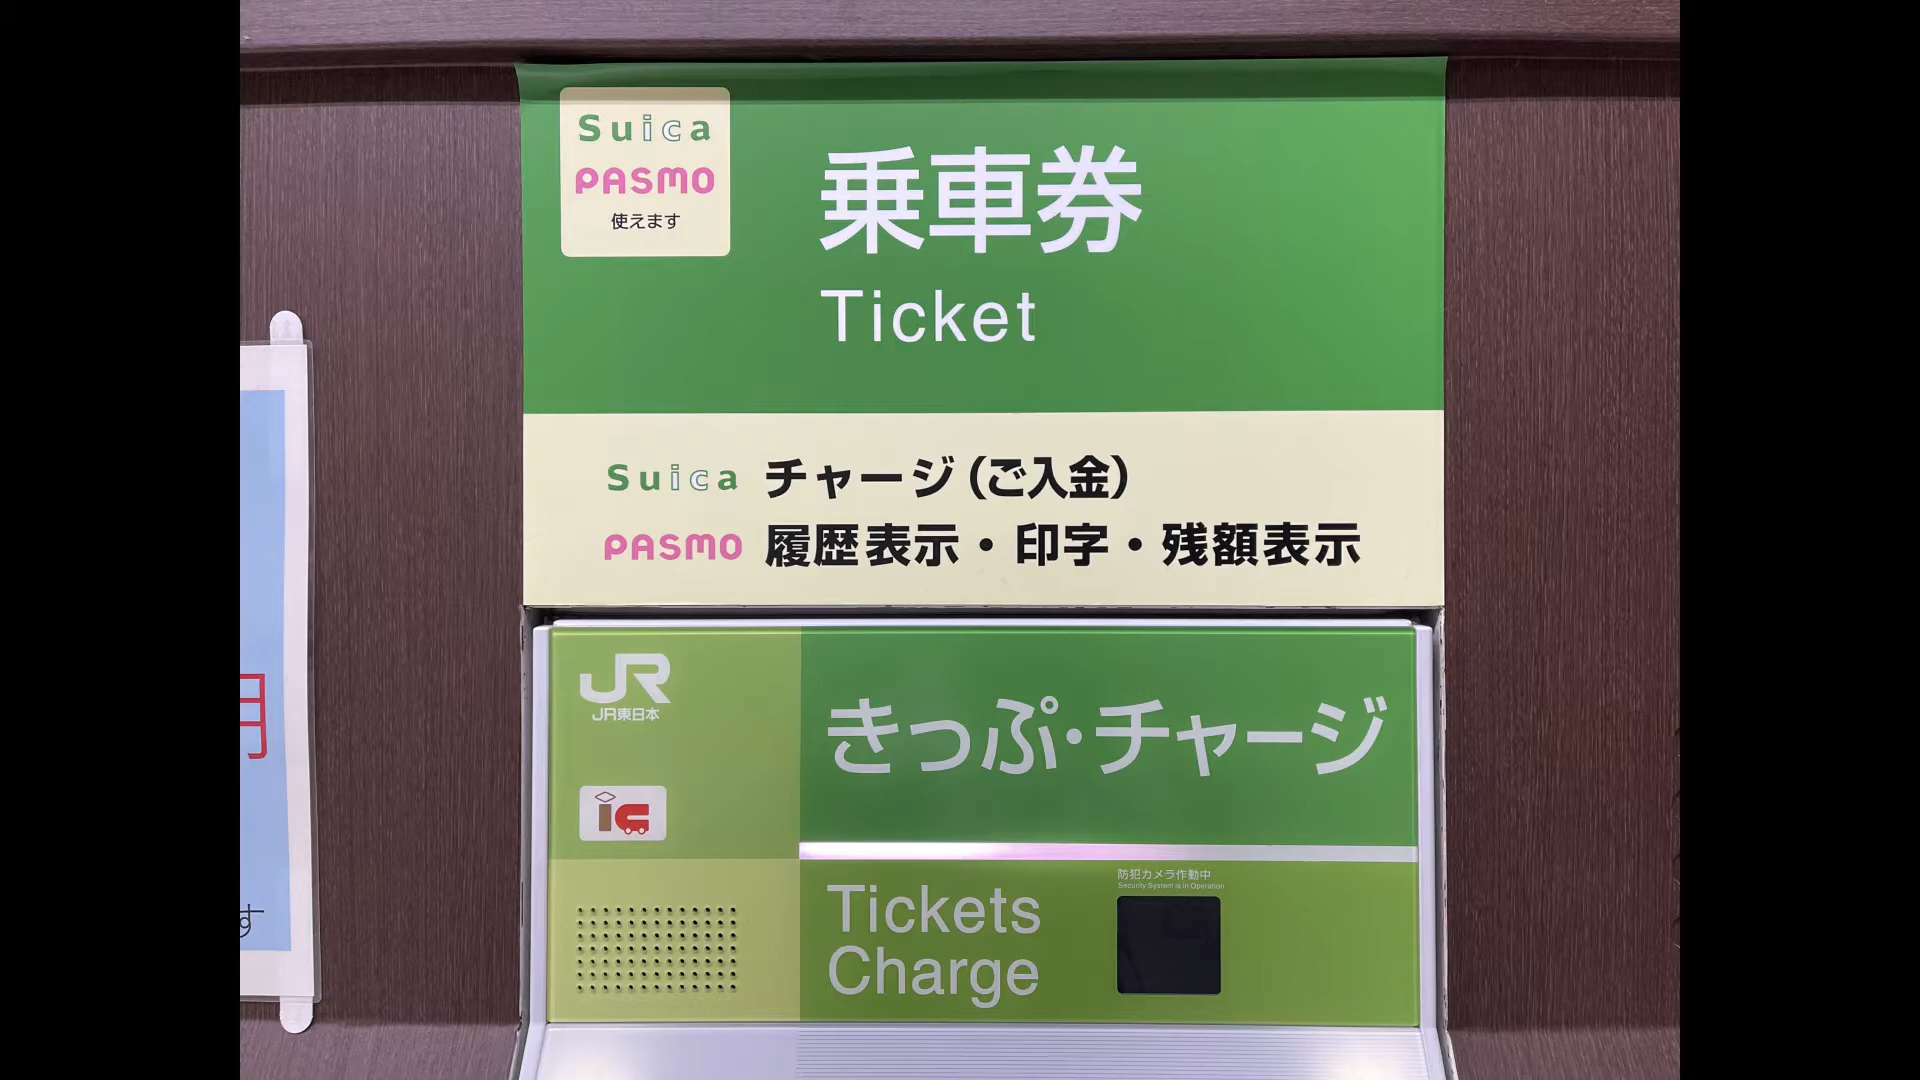 Suica
PASMO
使えます
乗車券
Ticket
Suica チャージ(ご入金)
PASMO 履歴表示・印字・残額表示
JR
JR東日本
きっぷ・チャージ
IC
防犯カメラ作動中
Security System is in Operation
Tickets
Charge
円
す